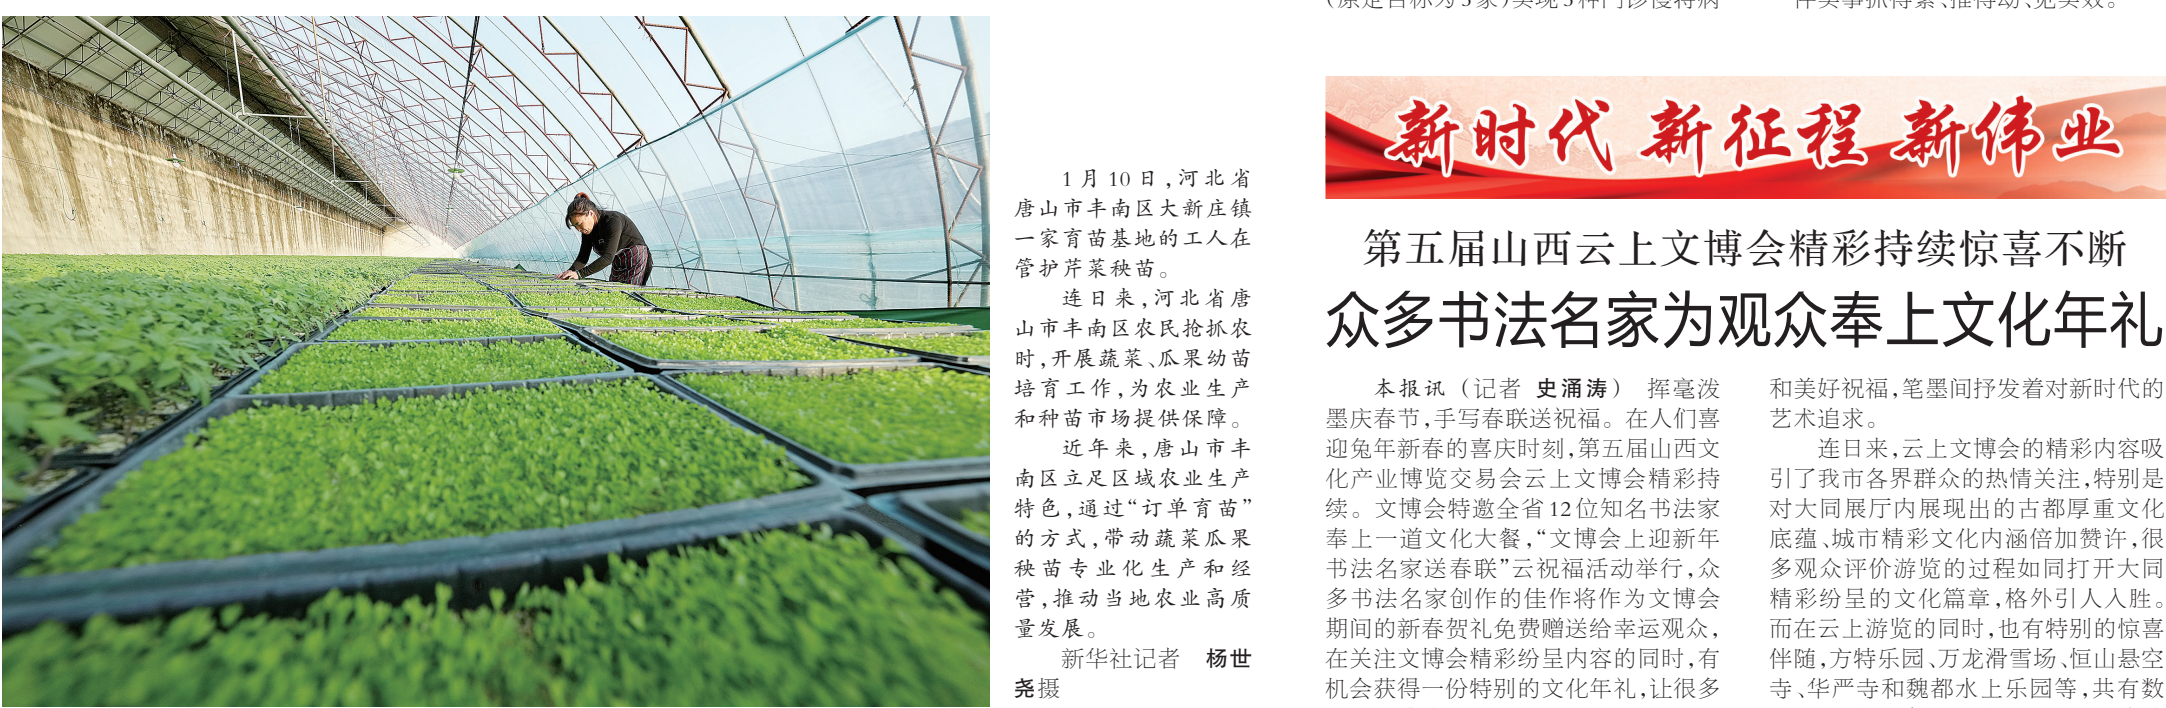 1月10日,河北省
唐山市丰南区大新庄镇
一家育苗基地的工人在
管护芹菜秧苗。
连日来,河北省唐
山市丰南区农民抢抓农
时,开展蔬菜、瓜果幼苗
培育工作,为农业生产
和种苗市场提供保障。
近年来,唐山市丰
南区立足区域农业生产
特色,通过“订单育苗”
的方式,带动蔬菜瓜果
秧苗专业化生产和经
营,推动当地农业高质
量发展。
新华社记者 杨世
尧摄
新时代 新征程 新伟业
第五届山西云上文博会精彩持续惊喜不断
众多书法名家为观众奉上文化年礼
本报讯（记者 史涌涛） 挥毫泼
墨庆春节,手写春联送祝福。在人们喜
迎兔年新春的喜庆时刻,第五届山西文
化产业博览交易会云上文博会精彩持
续。文博会特邀全省12位知名书法家
奉上一道文化大餐,“文博会上迎新年
书法名家送春联”云祝福活动举行,众
多书法名家创作的佳作将作为文博会
期间的新春贺礼免费赠送给幸运观众,
在关注文博会精彩纷呈内容的同时,有
机会获得一份特别的文化年礼,让很多
和美好祝福,笔墨间抒发着对新时代的
艺术追求。
连日来,云上文博会的精彩内容吸
引了我市各界群众的热情关注,特别是
对大同展厅内展现出的古都厚重文化
底蕴、城市精彩文化内涵倍加赞许,很
多观众评价游览的过程如同打开大同
精彩纷呈的文化篇章,格外引人入胜。
而在云上游览的同时,也有特别的惊喜
伴随,方特乐园、万龙滑雪场、恒山悬空
寺、华严寺和魏都水上乐园等,共有数